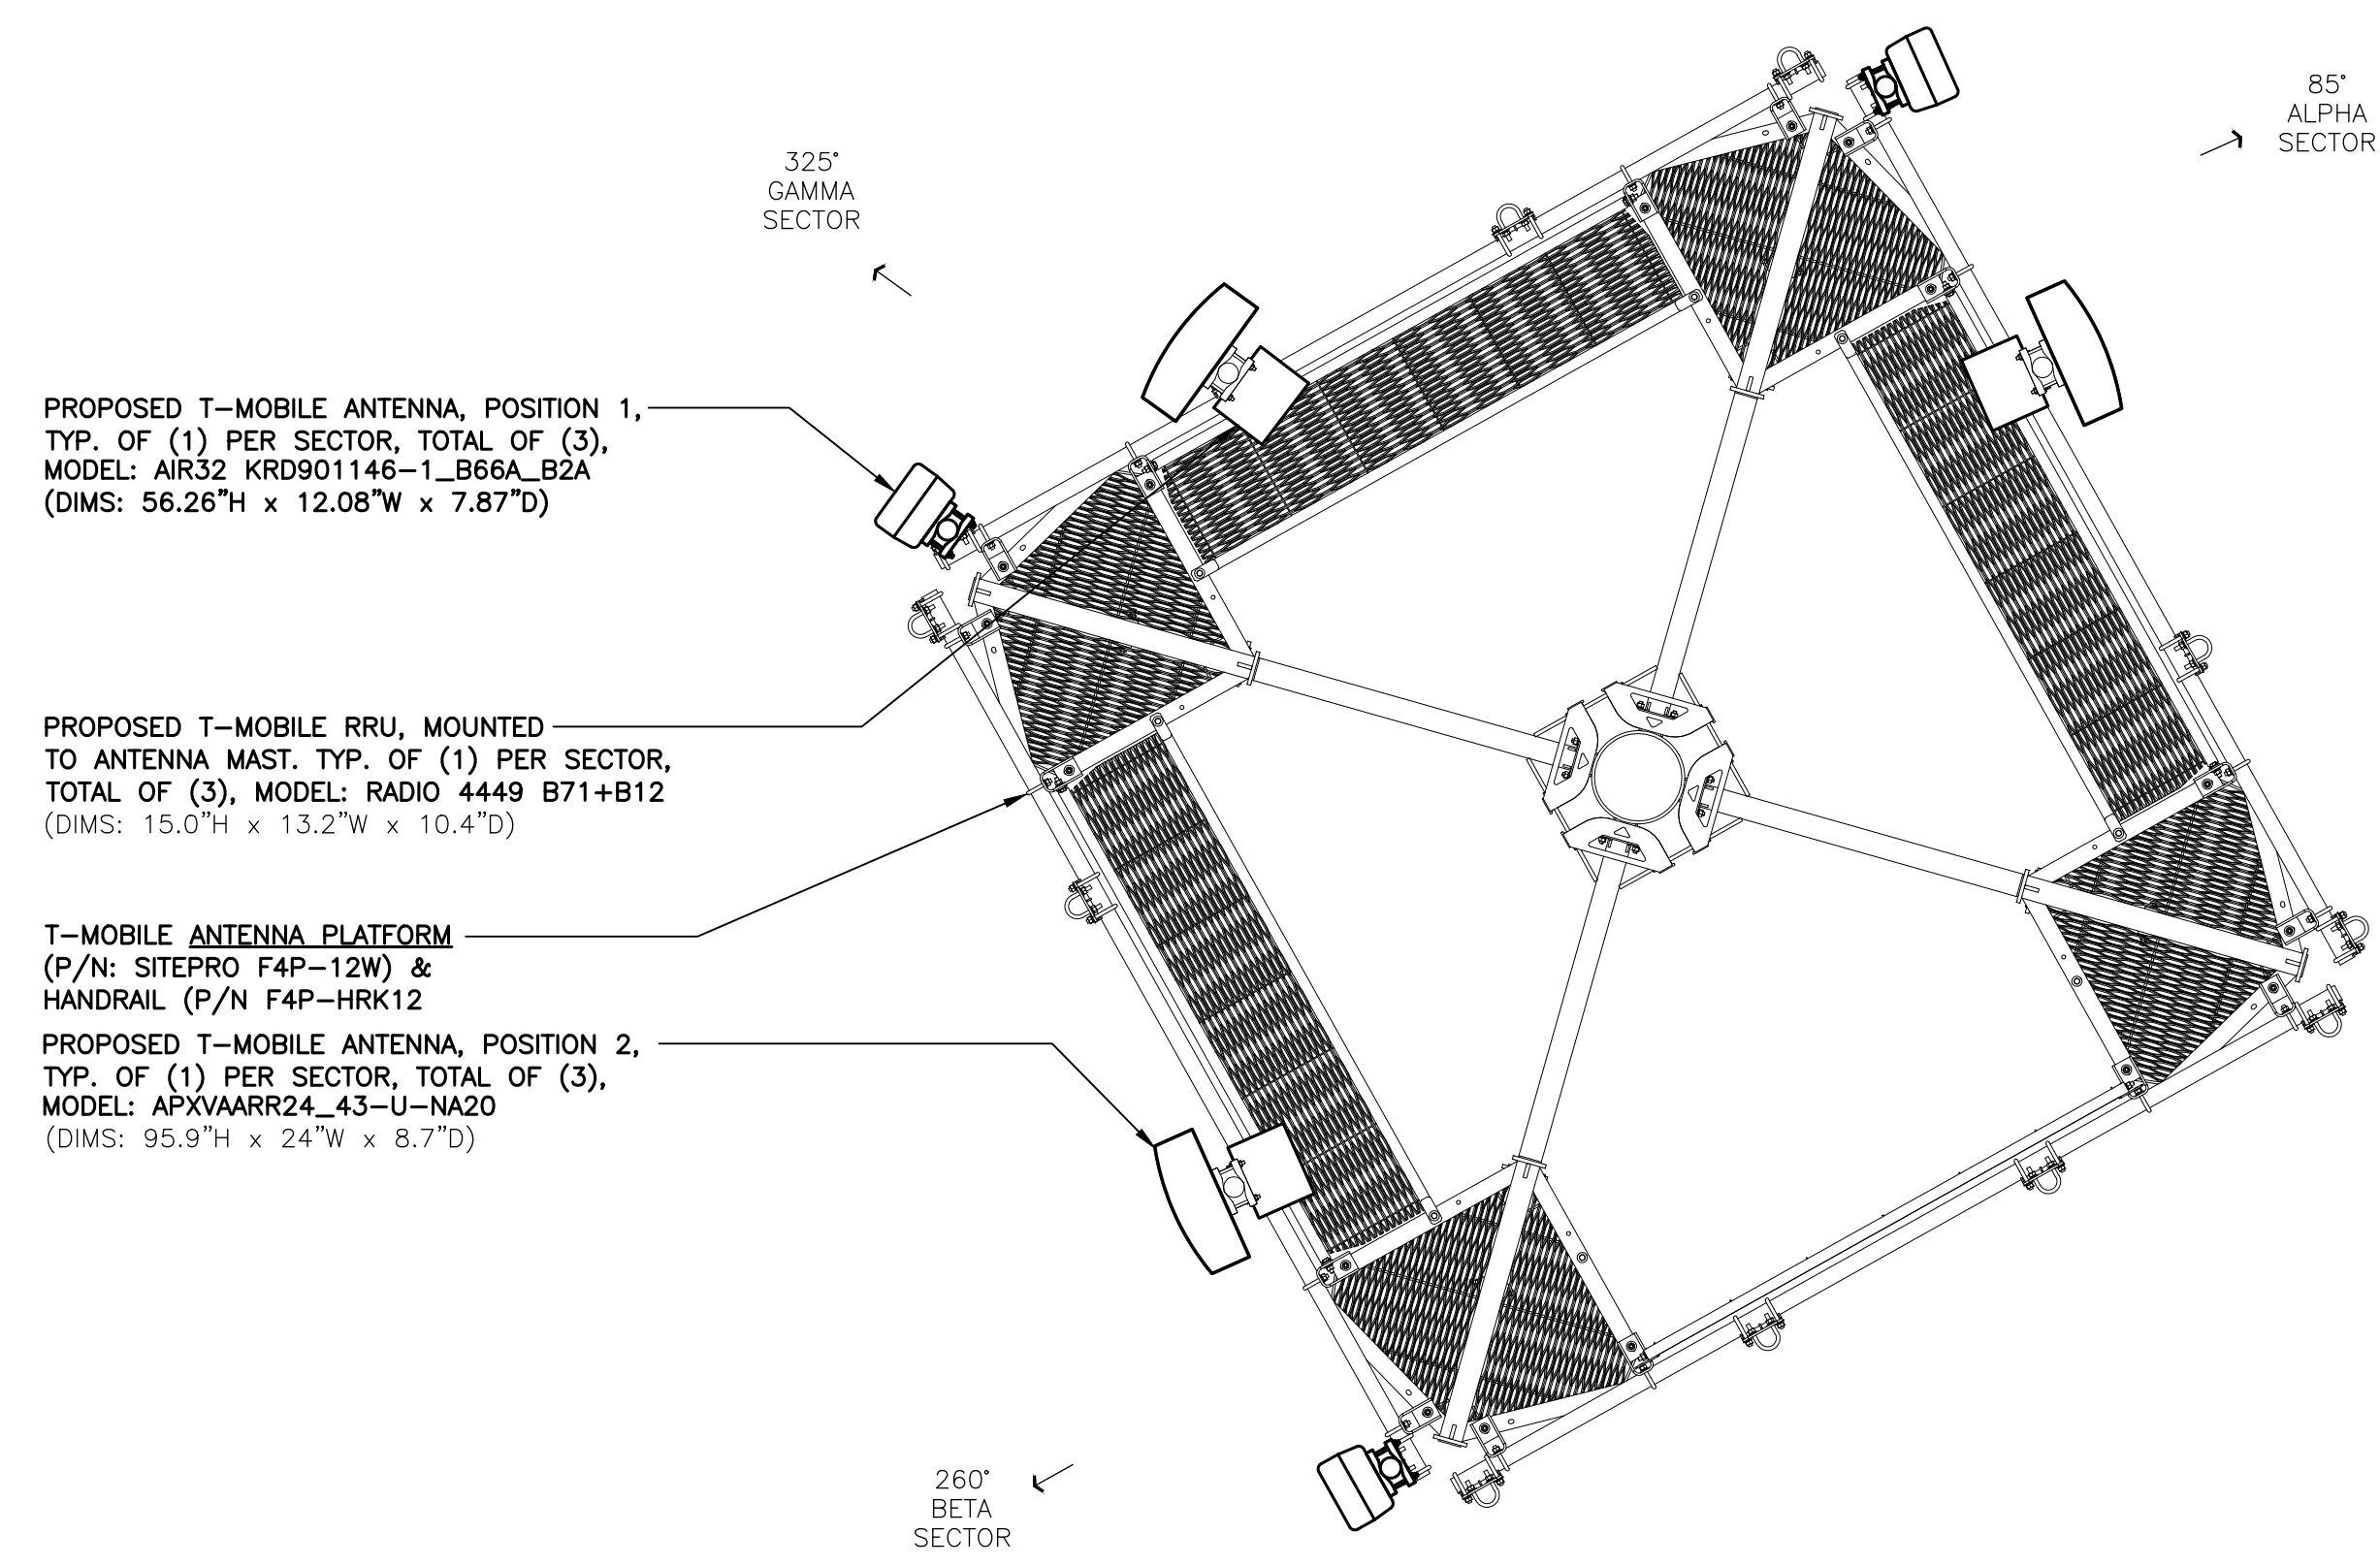 85°
ALPHA
SECTOR
325°
GAMMA
SECTOR
PROPOSED T-MOBILE ANTENNA, POSITION 1,
TYP. OF (1) PER SECTOR, TOTAL OF (3),
MODEL: AIR32 KRD901146-1_B66A_B2A
(DIMS: 56.26"H x 12.08"W x 7.87"D)
PROPOSED T-MOBILE RRU, MOUNTED
TO ANTENNA MAST. TYP. OF (1) PER SECTOR,
TOTAL OF (3), MODEL: RADIO 4449 B71+B12
(DIMS: 15.0"H x 13.2"W x 10.4"D)
T-MOBILE ANTENNA PLATFORM
(P/N: SITEPRO F4P-12W) &
HANDRAIL (P/N F4P-HRK12
PROPOSED T-MOBILE ANTENNA, POSITION 2,
TYP. OF (1) PER SECTOR, TOTAL OF (3),
MODEL: APXVAARR24_43-U-NA20
(DIMS: 95.9"H x 24"W x 8.7"D)
260°
BETA
SECTOR